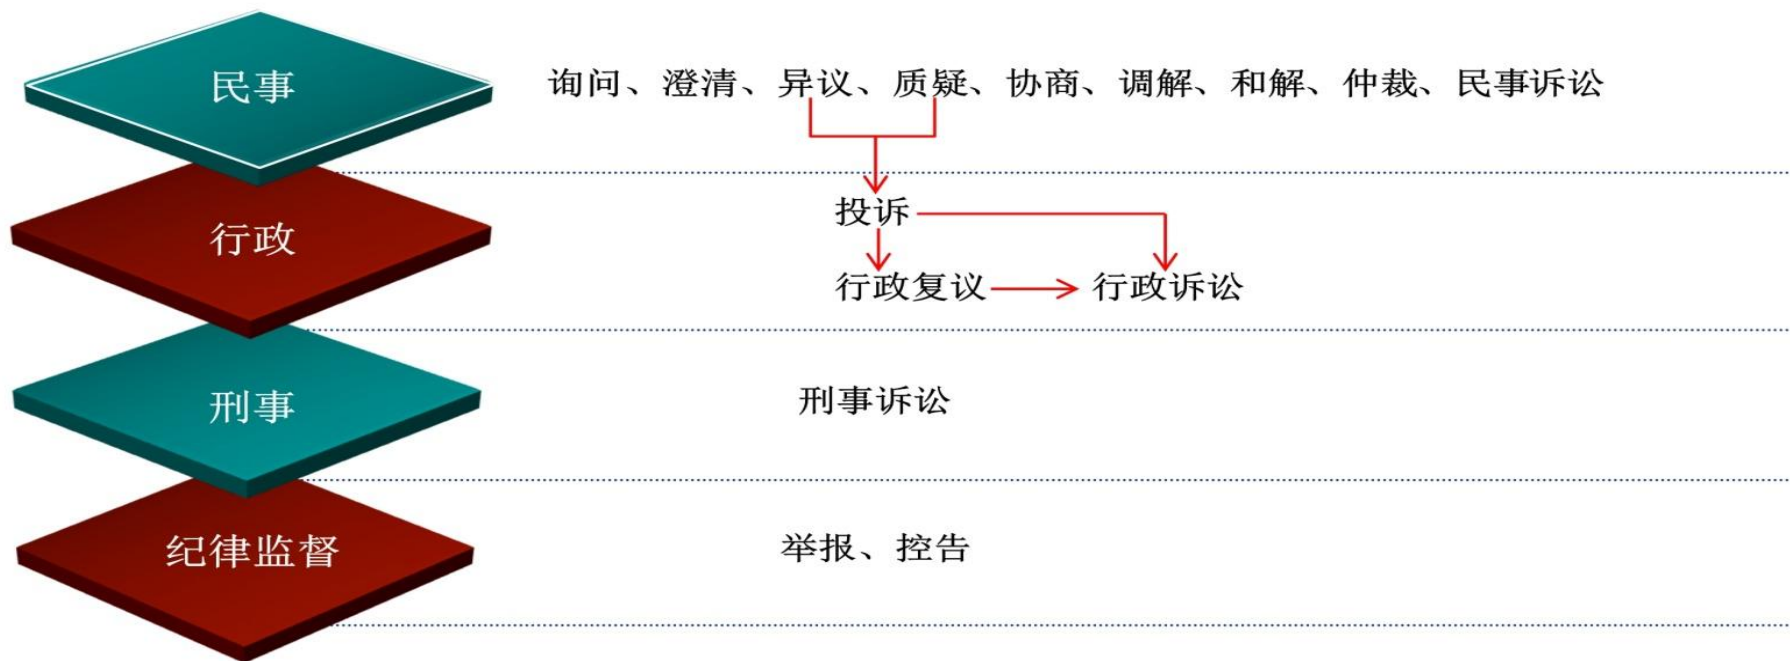 民事
询问、澄清、异议、质疑、协商、调解、和解、仲裁、民事诉讼
行政
投诉
行政复议
行政诉讼
刑事
刑事诉讼
纪律监督
举报、控告